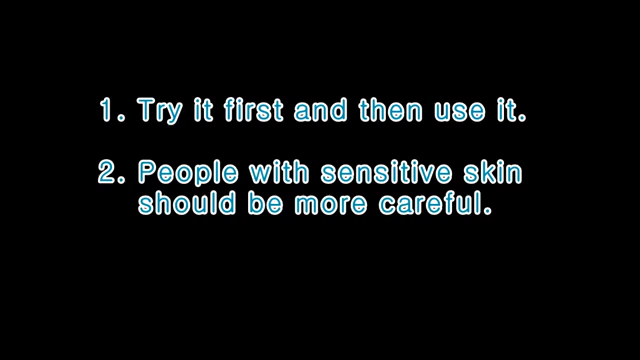 1. Try it first and then use it.
2. People with sensitive skin
should be more careful.